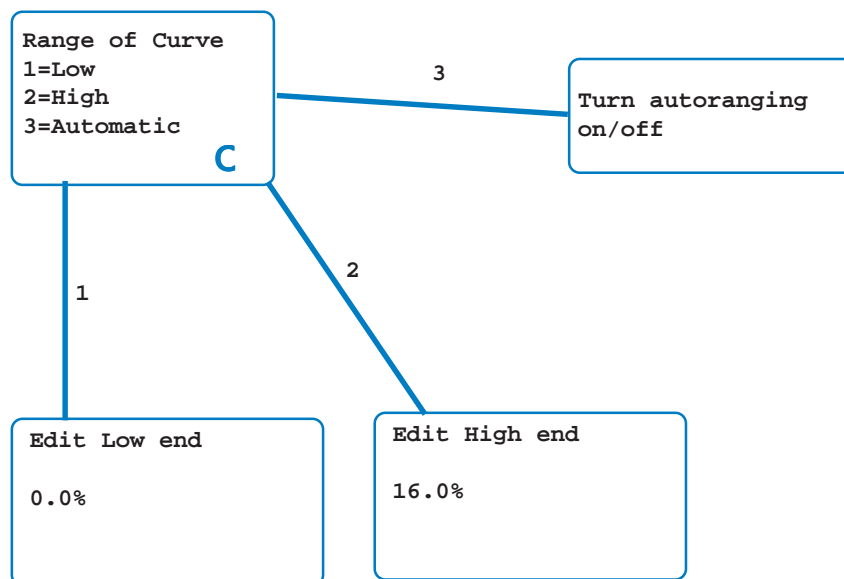 Range of Curve
1=Low
2=High
3=Automatic
C
3
Turn autoranging
on/off
2
1
Edit Low end
0.0%
Edit High end
16.0%